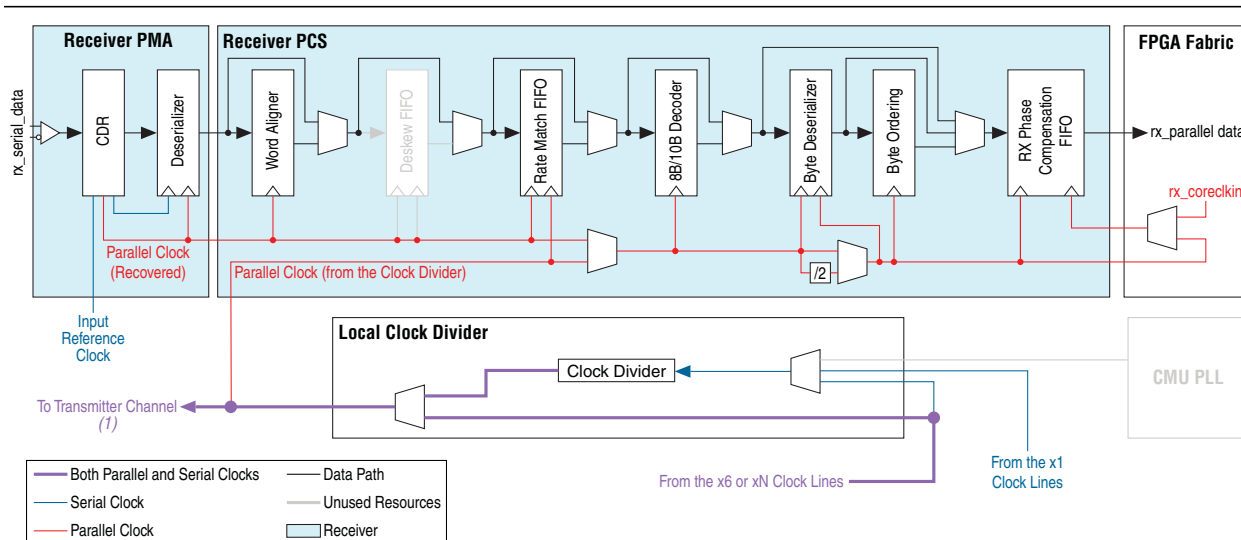 Receiver PMA
Receiver PCS
FPGA Fabric
rx_serial_data
CDR
Deserializer
Word Aligner
Deskew FIFO
Rate Match FIFO
8B/10B Decoder
Byte Deserializer
Byte Ordering
RX Phase
Compensation
FIFO
rx_parallel data
rx_coreclkin
Parallel Clock
(Recovered)
Parallel Clock (from the Clock Divider)
/2
Input
Reference
Clock
Local Clock Divider
Clock Divider
CMU PLL
To Transmitter Channel
(1)
From the x6 or xN Clock Lines
From the x1
Clock Lines
Both Parallel and Serial Clocks
Serial Clock
Parallel Clock
Data Path
Unused Resources
Receiver